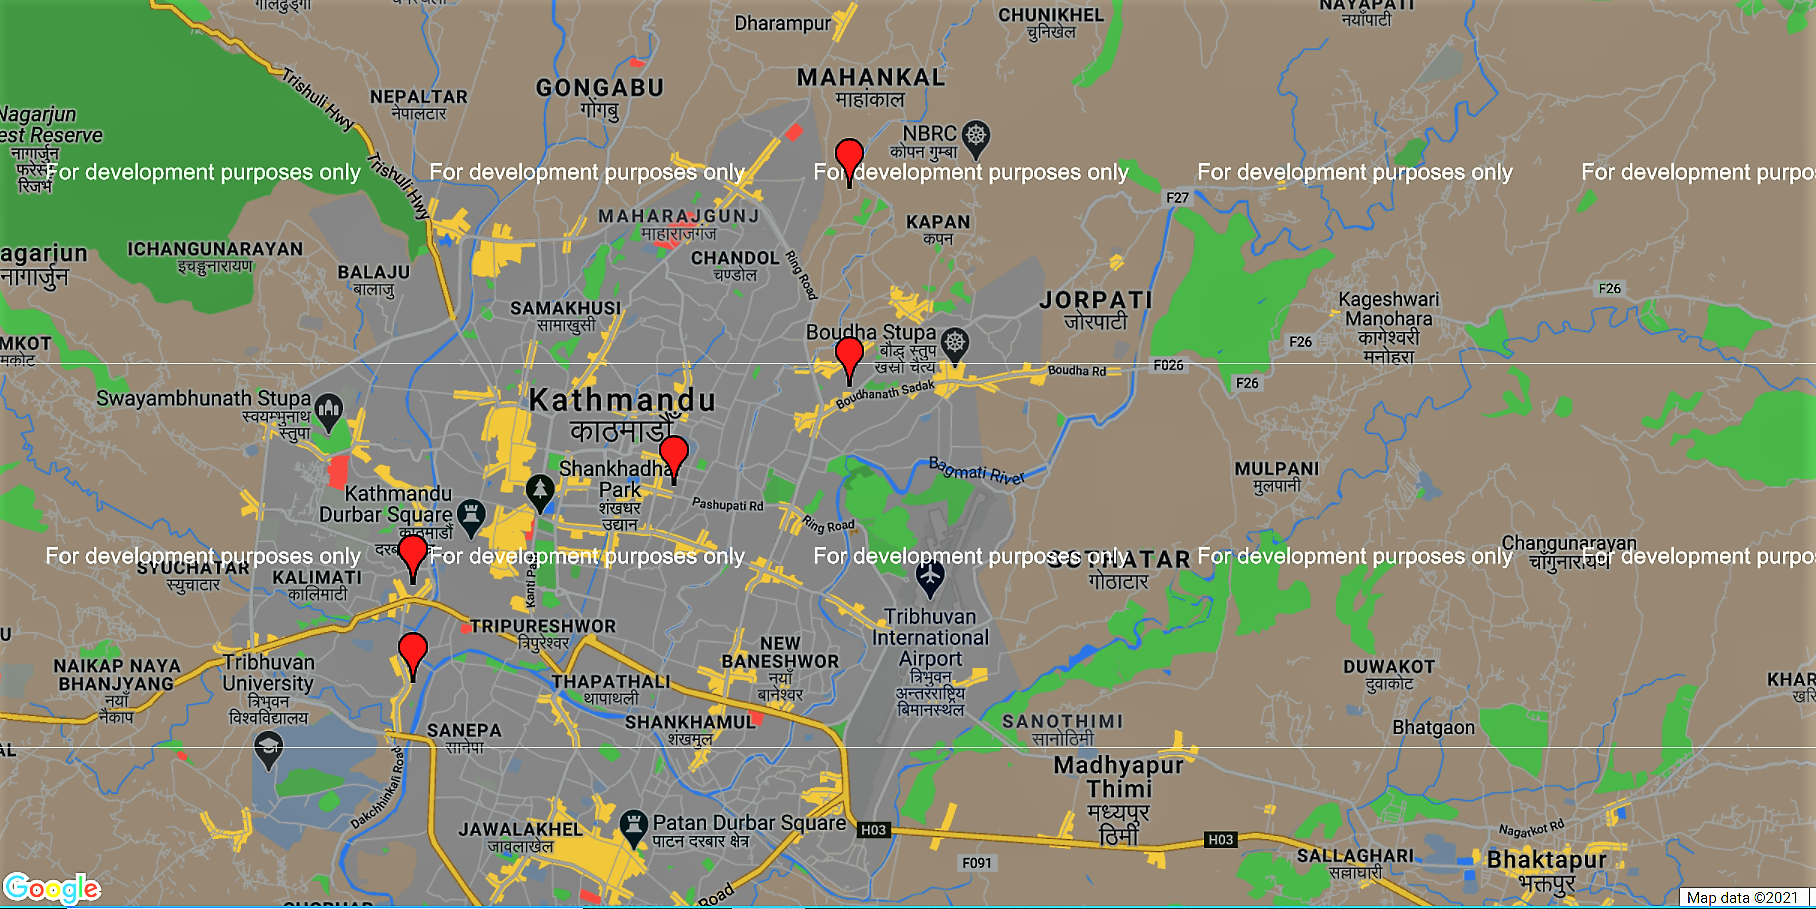 Dharampur
CHUNIKHEL
चुनिखेल
NAYAPATI
नयाँपाटी
Trishuli Hwy
NEPALTAR
नेपालटार
GONGABU
गोंगबु
MAHANKAL
माहांकाल
NBRC
कोपन गुम्बा
Nagarjun
est Reserve
नागार्जुन
फरेस्ट
रिजर्भ
For development purposes only
For development purposes only
For development purposes only
For development purposes only
For development purpos
Trishuli Hwy
F27
MAHARAJGUNJ
माहाराजगंज
KAPAN
कपन
agarjun
नागार्जुन
ICHANGUNARAYAN
इचङ्गुनारायण
BALAJU
बालाजु
CHANDOL
चण्डोल
Ring Road
SAMAKHUSI
सामाखुसी
JORPATI
जोरपाटी
Kageshwari
Manohara
कागेश्वरी
मनोहरा
F26
F26
Boudha Stupa
बौद्ध स्तुप
खस्रो चैत्य
MKOT
मकोट
Boudha Rd
F026
F26
Boudhanath Sadak
Swayambhunath Stupa
स्वयम्भुनाथ
स्तुपा
Kathmandu
काठमाडौं
Shankhadhar
Park
शंखधर
उद्यान
Bagmati River
MULPANI
मुलपानी
Kathmandu
Durbar Square
काठमाडौं
Pashupati Rd
Ring Road
For development purposes only
For development purposes only
For development purposes only
For development purposes only
For development purpos
SYUCHATAR
स्युचाटार
KALIMATI
कालिमाटी
Kanti Path
GOTHATAR
गोठाटार
Changunarayan
चाँगुनारायण
Tribhuvan
International
Airport
त्रिभुवन
अन्तर्राष्ट्रिय
बिमानस्थल
TRIPURESHWOR
त्रिपुरेश्वर
NEW
BANESHWOR
नयाँ
बानेश्वर
U
NAIKAP NAYA
BHANJYANG
नयाँ
नैकाप
Tribhuvan
University
त्रिभुवन
विश्वविद्यालय
THAPATHALI
थापाथली
DUWAKOT
दुवाकोट
KHAR
SANEPA
सानेपा
SHANKHAMUL
शंखमुल
SANOTHIMI
सानोठिमी
Bhatgaon
AL
Dakchhinkali Road
Madhyapur
Thimi
मध्यपुर
ठिमी
JAWALAKHEL
जावलाखेल
Patan Durbar Square
पाटन दरबार क्षेत्र
H03
H03
Nagarkot Rd
F091
SALLAGHARI
सल्लाघारी
Bhaktapur
भक्तपुर
Road
Google
Map data ©2021